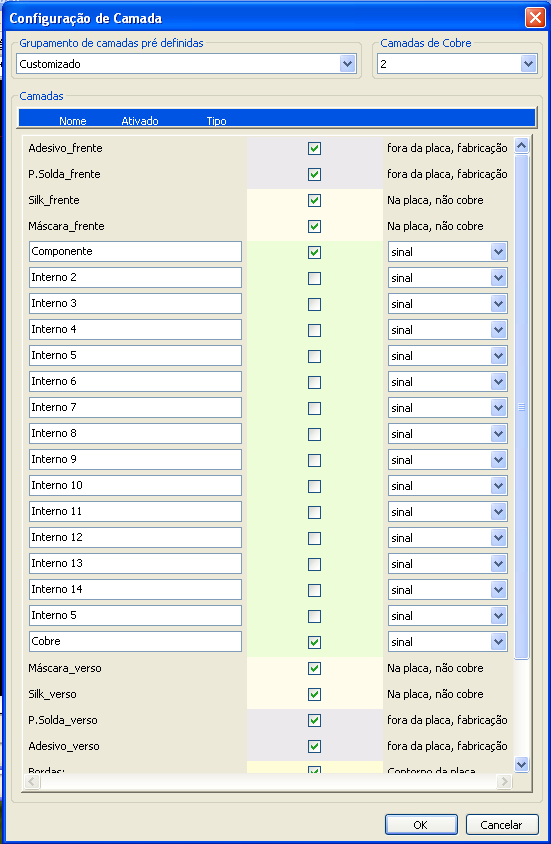 Configuração de Camada
Grupamento de camadas pré definidas Camadas de Cobre
Customizado 2
Camadas
Nome Ativado Tipo
Adesivo_frente fora da placa, fabricação
P.Solda_frente fora da placa, fabricação
Silk_frente Na placa, não cobre
Máscara_frente Na placa, não cobre
Componente sinal
Interno 2 sinal
Interno 3 sinal
Interno 4 sinal
Interno 5 sinal
Interno 6 sinal
Interno 7 sinal
Interno 8 sinal
Interno 9 sinal
Interno 10 sinal
Interno 11 sinal
Interno 12 sinal
Interno 13 sinal
Interno 14 sinal
Interno 5 sinal
Cobre sinal
Máscara_verso Na placa, não cobre
Silk_verso Na placa, não cobre
P.Solda_verso fora da placa, fabricação
Adesivo_verso fora da placa, fabricação
Bordas: Contorno da placa
OK Cancelar